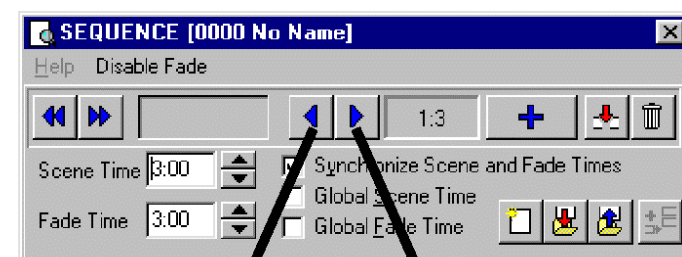 SEQUENCE [0000 No Name]
Help Disable Fade
1:3
Scene Time 3:00 Synchronize Scene and Fade Times
Global Scene Time
Fade Time 3:00 Global Fade Time